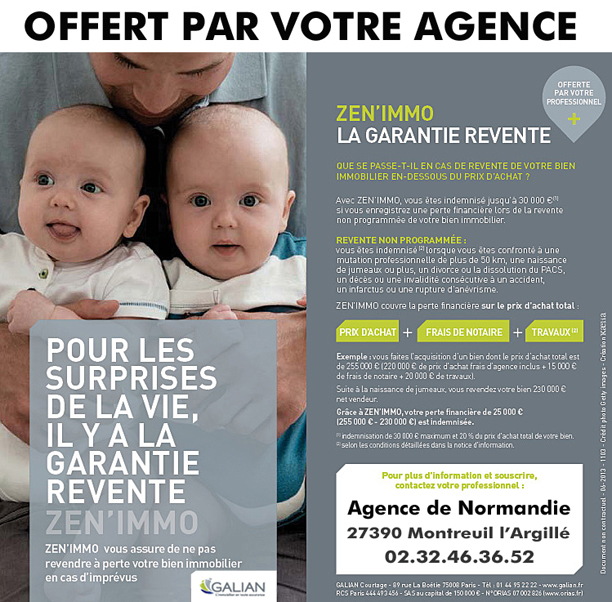 OFFERT PAR VOTRE AGENCE
POUR LES
SURPRISES
DE LA VIE,
IL Y A LA
GARANTIE
REVENTE
ZEN'IMMO
ZEN'IMMO vous assure de ne pas
revendre à perte votre bien immobilier
en cas d'imprévus
GALIAN
OFFERTE
PAR VOTRE
PROFESSIONNEL
+
ZEN'IMMO
LA GARANTIE REVENTE
QUE SE PASSE-T-IL EN CAS DE REVENTE DE VOTRE BIEN
IMMOBILIER EN-DESSOUS DU PRIX D'ACHAT ?
Avec ZEN'IMMO, vous êtes indemnisé jusqu'à 30 000 € (1)
si vous enregistrez une perte financière lors de la revente
non programmée de votre bien immobilier.
REVENTE NON PROGRAMMÉE :
vous êtes indemnisé (2) lorsque vous êtes confronté à une
mutation professionnelle de plus de 50 km, une naissance
de jumeaux ou plus, un divorce ou la dissolution du PACS,
un décès ou une invalidité consécutive à un accident,
un infarctus ou une rupture d'anévrisme.
ZEN'IMMO couvre la perte financière sur le prix d'achat total :
PRIX D'ACHAT + FRAIS DE NOTAIRE + TRAVAUX (2)
Exemple : vous faites l'acquisition d'un bien dont le prix d'achat total est
de 255 000 € (220 000 € de prix d'achat frais d'agence inclus + 15 000 €
de frais de notaire + 20 000 € de travaux).
Suite à la naissance de jumeaux, vous revendez votre bien 230 000 €
net vendeur.
Grâce à ZEN'IMMO, votre perte financière de 25 000 €
(255 000 € - 230 000 €) est indemnisée.
(1) indemnisation de 30 000 € maximum et 20 % du prix d'achat total de votre bien.
(2) selon les conditions détaillées dans la notice d'information.
Pour plus d'information et souscrire,
contactez votre professionnel :
Agence de Normandie
27390 Montreuil l'Argillé
02.32.46.36.52
GALIAN Courtage - 89 rue La Boétie 75008 Paris - Tél : 01 44 95 22 22 - www.galian.fr
RCS Paris 444 493 456 - SAS au capital de 150 000 € - N°ORIAS 07 002 826 (www.orias.fr)
Document non contractuel - 06-2013 - 1103 - Crédit photo Getty images - Création